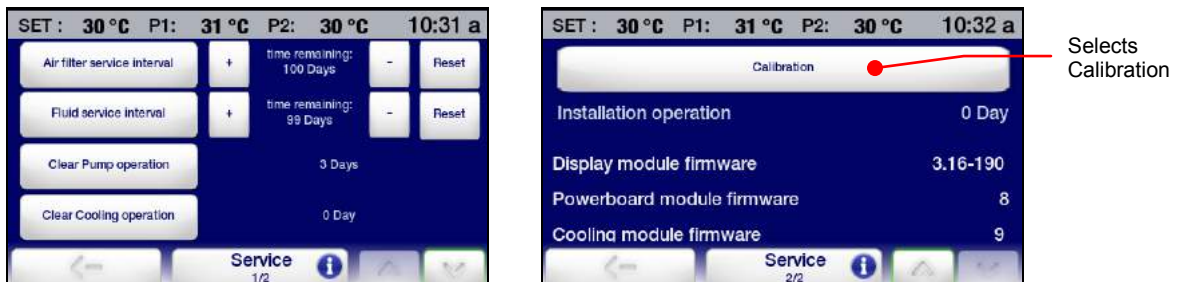 SET : 30 °C P1: 31 °C P2: 30 °C 10:31 a
Air filter service interval + time remaining: 100 Days - Reset
Fluid service interval + time remaining: 99 Days - Reset
Clear Pump operation 3 Days
Clear Cooling operation 0 Day
Service
1/2
SET : 30 °C P1: 31 °C P2: 30 °C 10:32 a
Calibration
Installation operation 0 Day
Display module firmware 3.16-190
Powerboard module firmware 8
Cooling module firmware 9
Service
2/2
Selects
Calibration